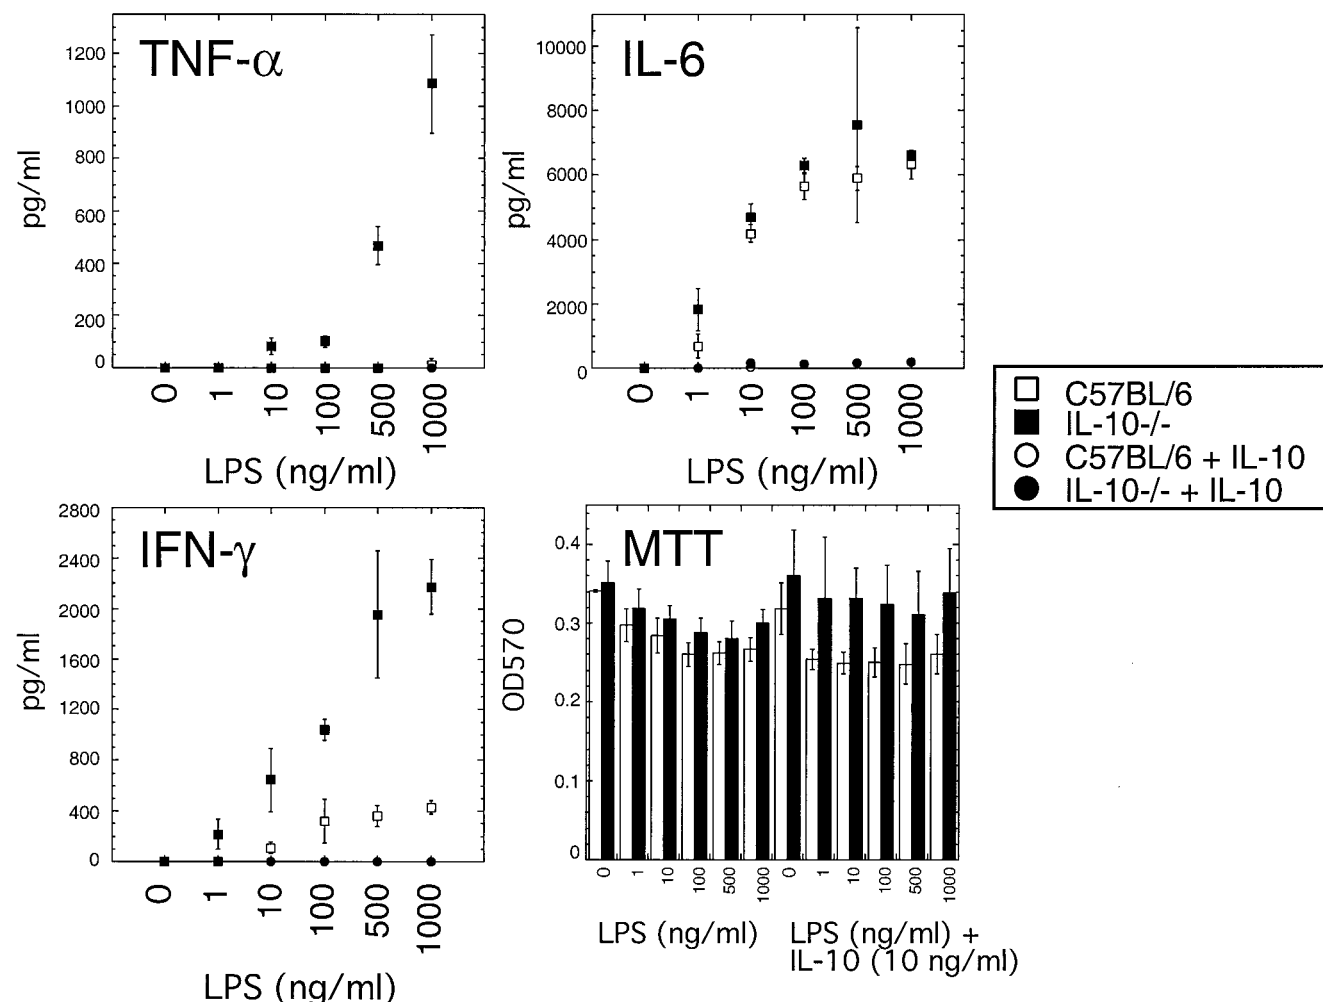 TNF-α
1200
1000
800
600
400
200
0
pg/ml
0 1 10 100 500 1000
LPS (ng/ml)
IL-6
10000
8000
6000
4000
2000
0
pg/ml
0 1 10 100 500 1000
LPS (ng/ml)
C57BL/6
IL-10-/-
C57BL/6 + IL-10
IL-10-/- + IL-10
IFN-γ
2800
2400
2000
1600
1200
800
400
0
pg/ml
0 1 10 100 500 1000
LPS (ng/ml)
MTT
0.4
0.3
0.2
0.1
0
OD570
0 1 10 100 500 1000 0 1 10 100 500 1000
LPS (ng/ml)
LPS (ng/ml) +
IL-10 (10 ng/ml)